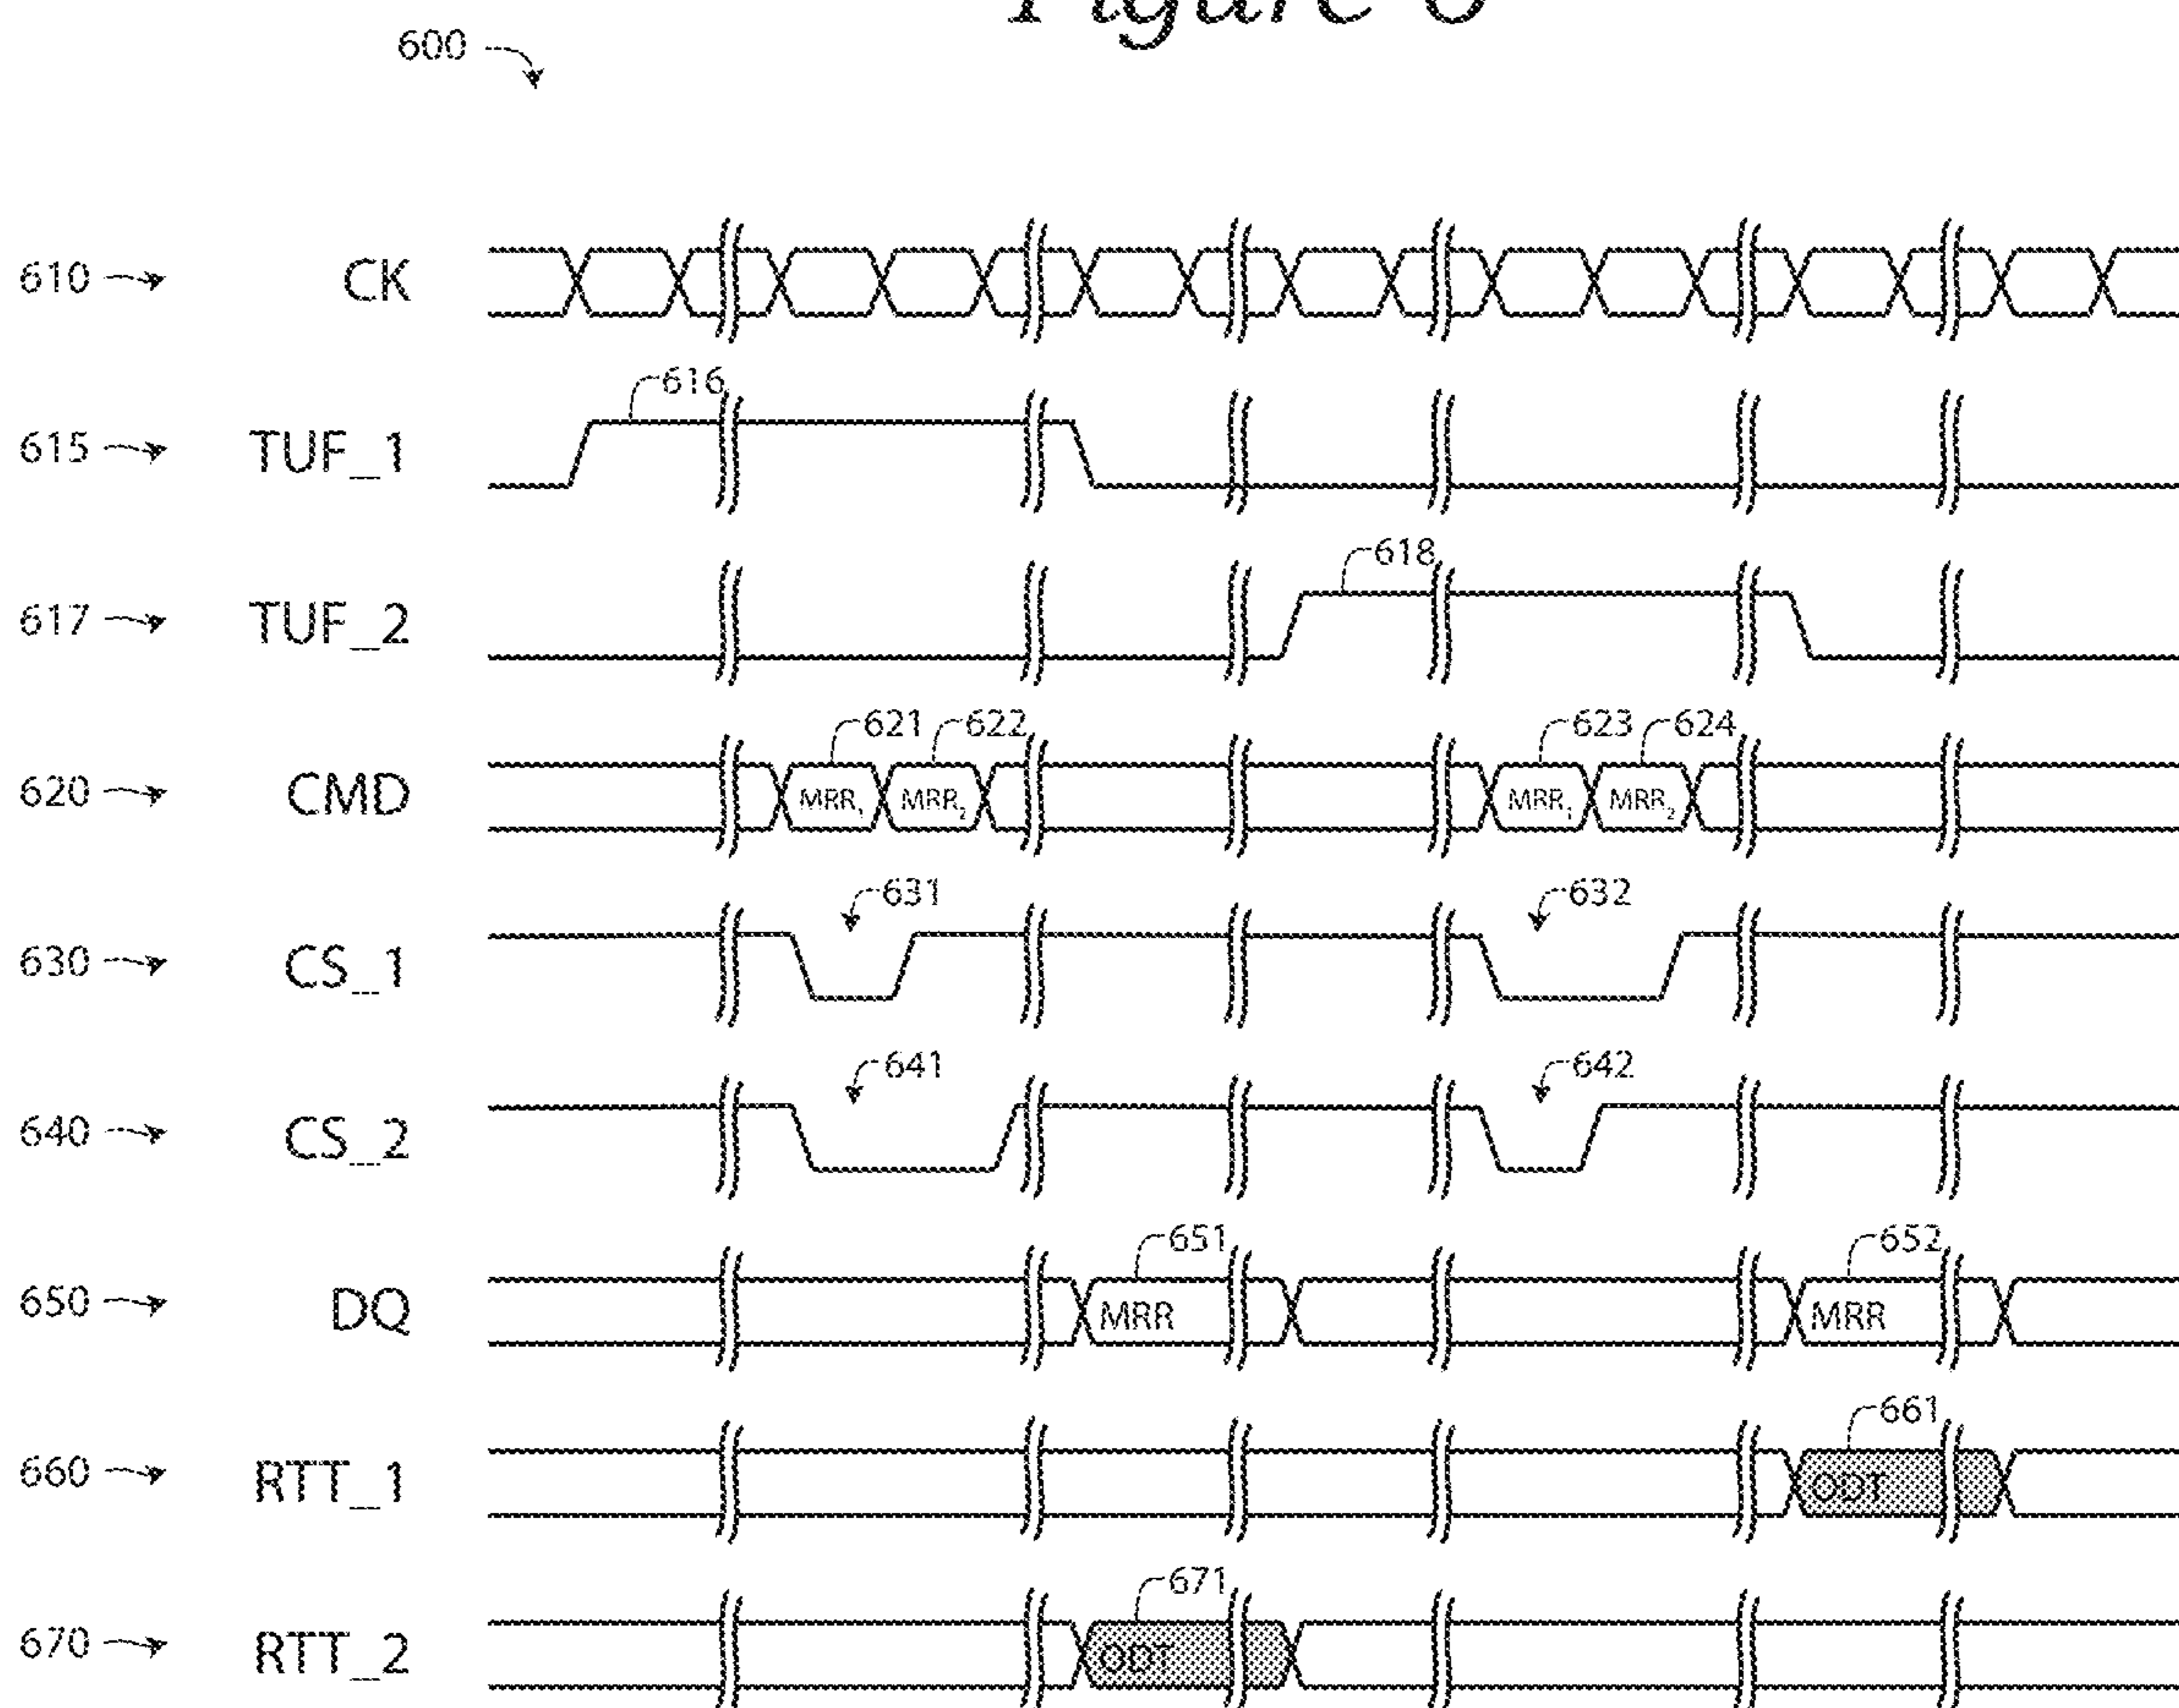 Figure 6
600
610 CK
616
615 TUF_1
618
617 TUF_2
621 622 623 624
620 CMD MRR1 MRR2 MRR1 MRR2
631 632
630 CS_1
641 642
640 CS_2
651 652
650 DQ MRR MRR
661
660 RTT_1 ODT
671
670 RTT_2 ODT